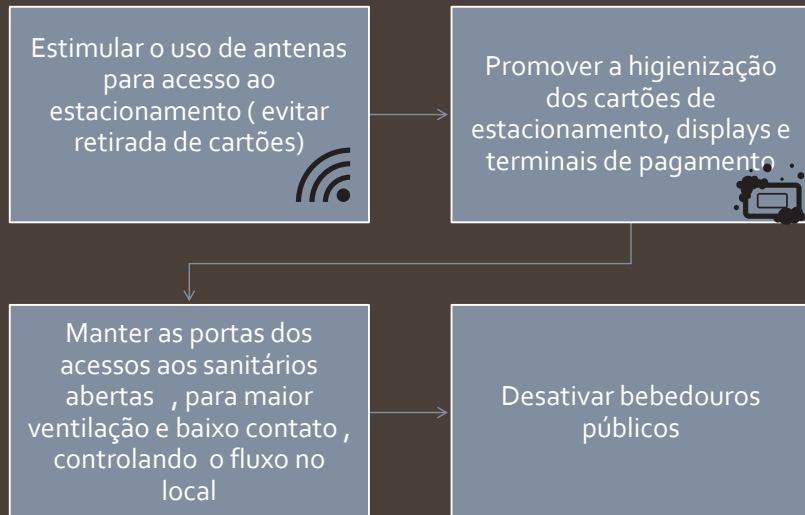 Estimular o uso de antenas
para acesso ao
estacionamento ( evitar
retirada de cartões)
Promover a higienização
dos cartões de
estacionamento, displays e
terminais de pagamento
Manter as portas dos
acessos aos sanitários
abertas , para maior
ventilação e baixo contato ,
controlando o fluxo no
local
Desativar bebedouros
públicos